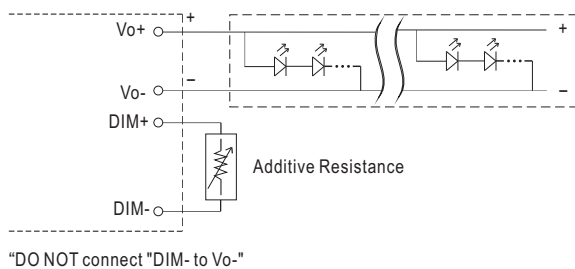 Vo+
+
+
Vo-
–
–
DIM+
Additive Resistance
DIM-
“DO NOT connect "DIM- to Vo-"